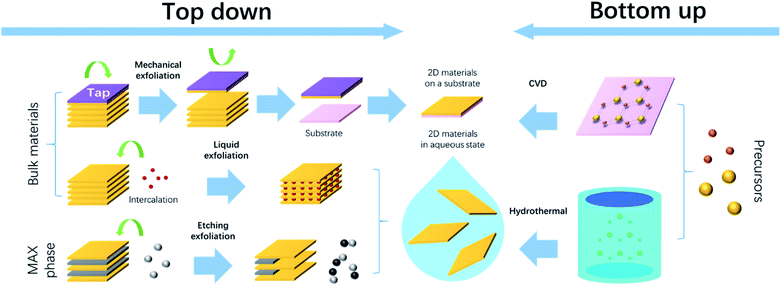 Top down
Bottom up
Mechanical
exfoliation
Tap
Substrate
2D materials
on a substrate
CVD
2D materials
in aqueous state
Bulk materials
Liquid
exfoliation
Intercalation
Precursors
Hydrothermal
MAX
phase
Etching
exfoliation